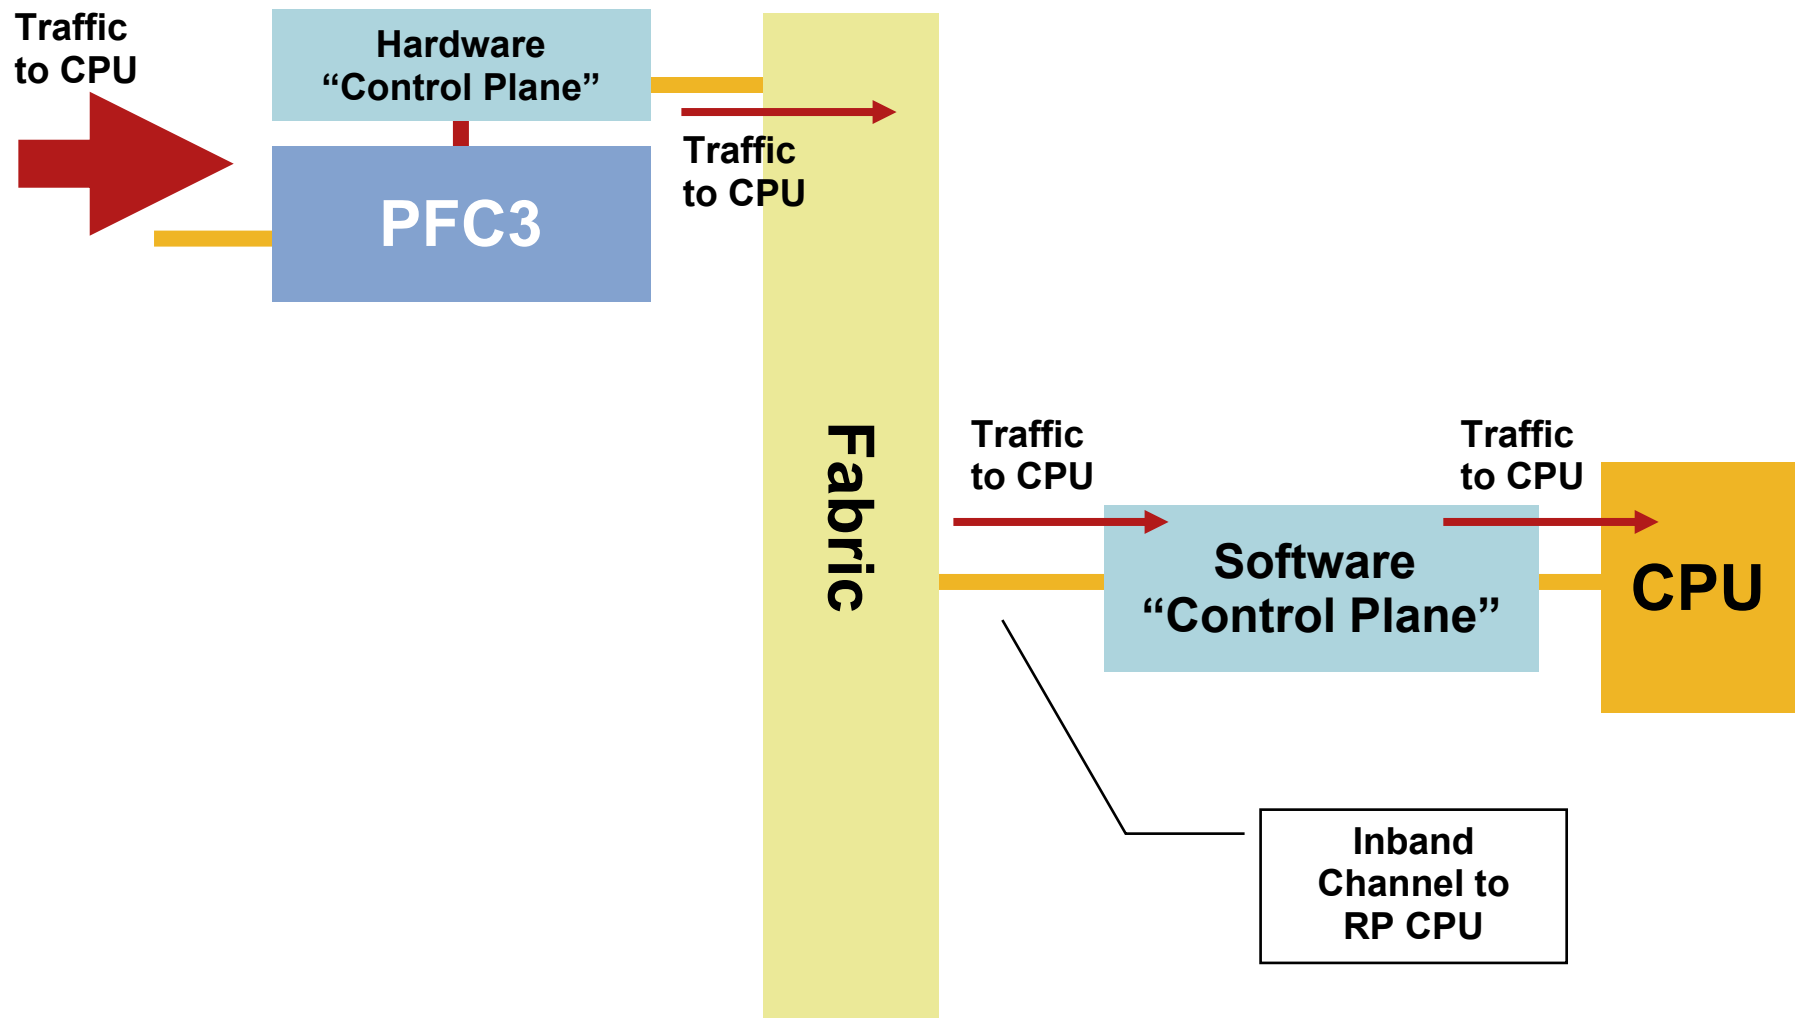 Traffic
to CPU
Hardware
“Control Plane”
PFC3
Traffic
to CPU
Fabric
Traffic
to CPU
Traffic
to CPU
Software
“Control Plane”
CPU
Inband
Channel to
RP CPU